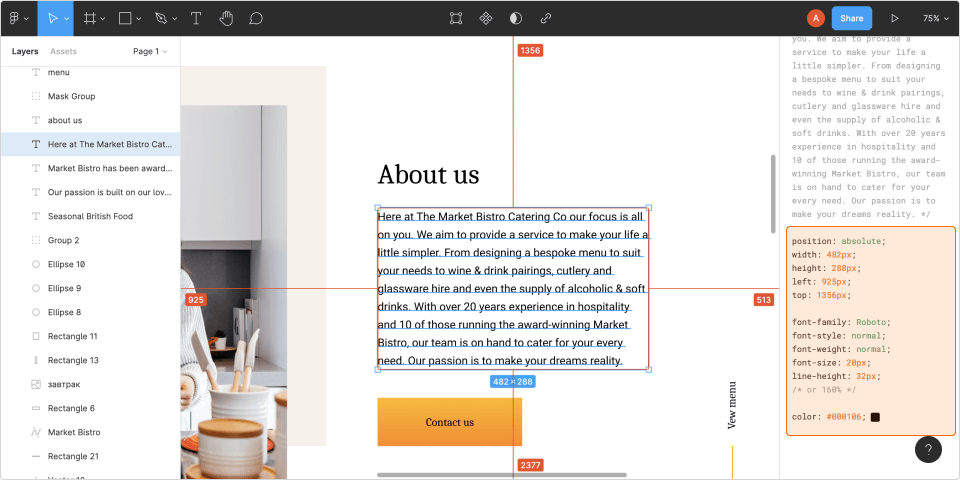 A
Share
75%
Layers
Assets
Page 1
menu
Mask Group
about us
Here at The Market Bistro Cat...
Market Bistro has been award...
Our passion is built on our lov...
Seasonal British Food
Group 2
Ellipse 10
Ellipse 9
Ellipse 8
Rectangle 11
Rectangle 13
завтрак
Rectangle 6
Market Bistro
Rectangle 21
1356
About us
Here at The Market Bistro Catering Co our focus is all
on you. We aim to provide a service to make your life a
little simpler. From designing a bespoke menu to suit
your needs to wine & drink pairings, cutlery and
glassware hire and even the supply of alcoholic & soft
drinks. With over 20 years experience in hospitality
and 10 of those running the award-winning Market
Bistro, our team is on hand to cater for your every
need. Our passion is to make your dreams reality.
925
513
482 × 288
Contact us
Vew menu
2377
you. We aim to provide a
service to make your life a
little simpler. From designing
a bespoke menu to suit your
needs to wine & drink pairings,
cutlery and glassware hire and
even the supply of alcoholic &
soft drinks. With over 20 years
experience in hospitality and
10 of those running the award-
winning Market Bistro, our team
is on hand to cater for your
every need. Our passion is to
make your dreams reality. */
position: absolute;
width: 482px;
height: 288px;
left: 925px;
top: 1356px;
font-family: Roboto;
font-style: normal;
font-weight: normal;
font-size: 20px;
line-height: 32px;
/* or 160% */
color: #000106;
?